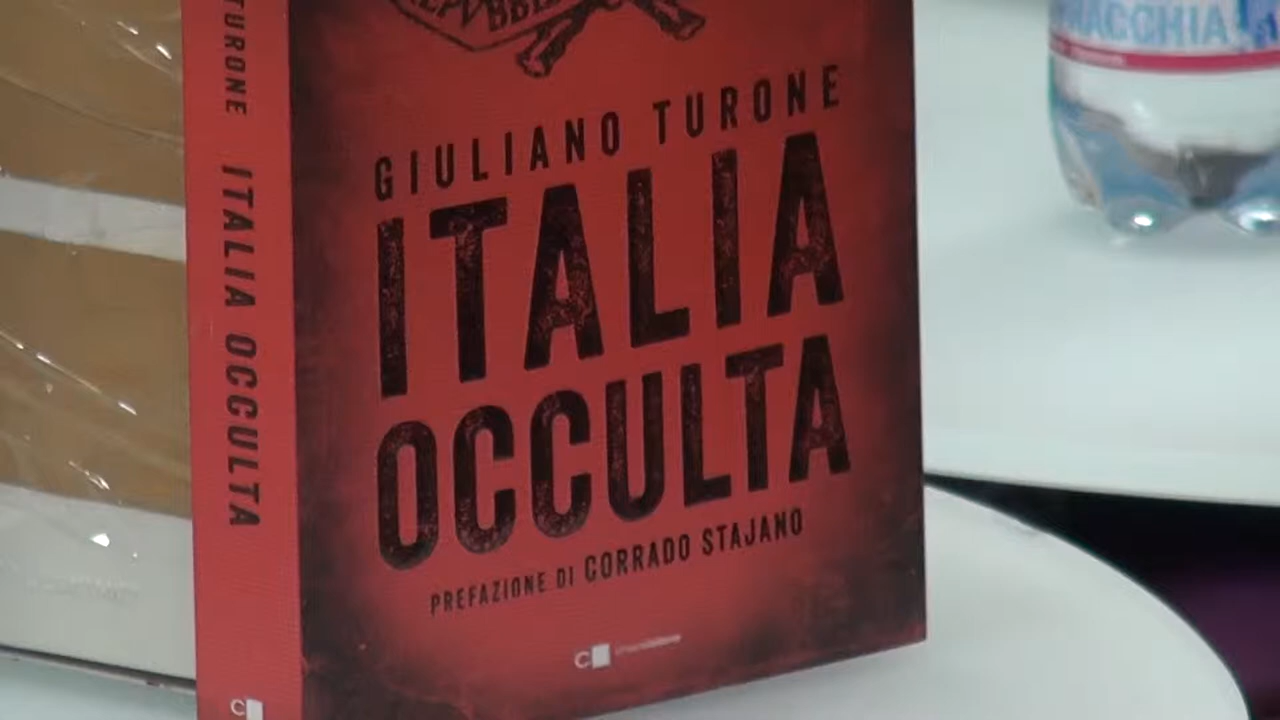 GIULIANO TURONE
ITALIA
OCCULTA
PREFAZIONE DI CORRADO STAJANO
C
TURONE ITALIA OCCULTA
C